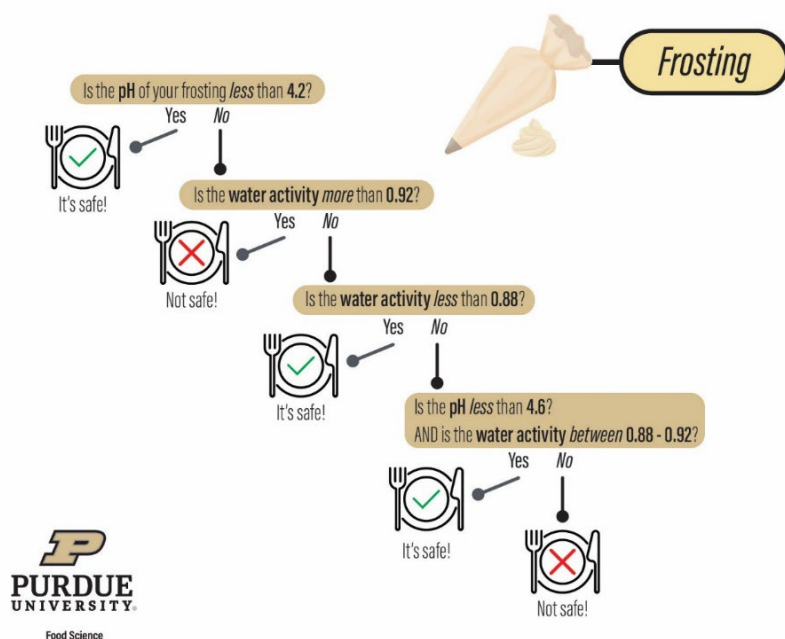 Frosting
Is the pH of your frosting less than 4.2?
Yes No
It's safe!
Is the water activity more than 0.92?
Yes No
Not safe!
Is the water activity less than 0.88?
Yes No
It's safe!
Is the pH less than 4.6?
AND is the water activity between 0.88 - 0.92?
Yes No
It's safe!
Not safe!
P
PURDUE
UNIVERSITY®
Food Science